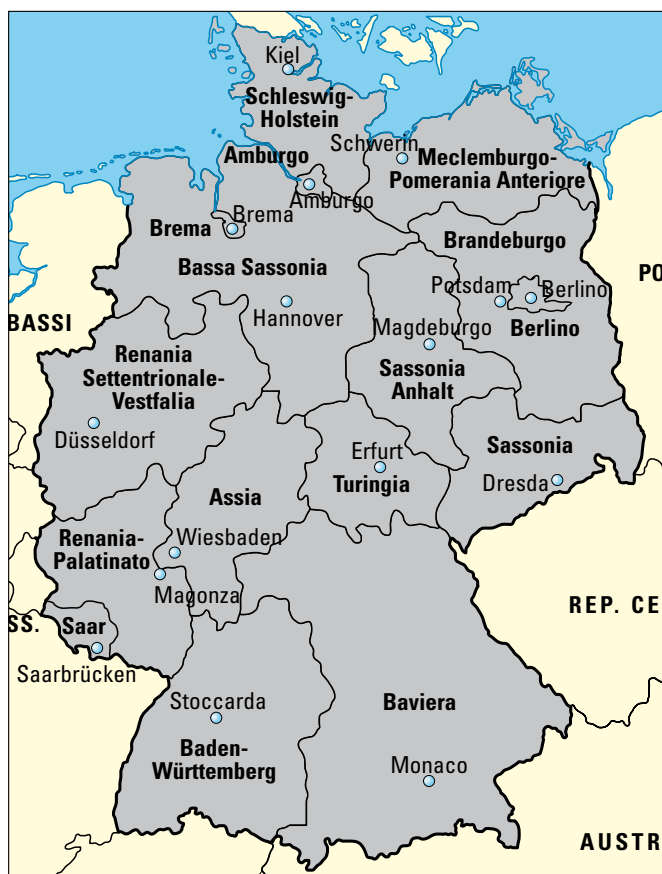 Kiel
Schleswig-
Holstein
Schwerin
Amburgo
Meclemburgo-
Pomerania Anteriore
Amburgo
Brema
Brema
Brandeburgo
Bassa Sassonia
PO
Potsdam
Berlino
Hannover
BASSI
Magdeburgo
Berlino
Renania
Settentrionale-
Vestfalia
Sassonia
Anhalt
Düsseldorf
Erfurt
Sassonia
Turingia
Dresda
Assia
Renania-
Palatinato
Wiesbaden
Magonza
REP. CE
SS.
Saar
Saarbrücken
Stoccarda
Baviera
Baden-
Württemberg
Monaco
AUSTR